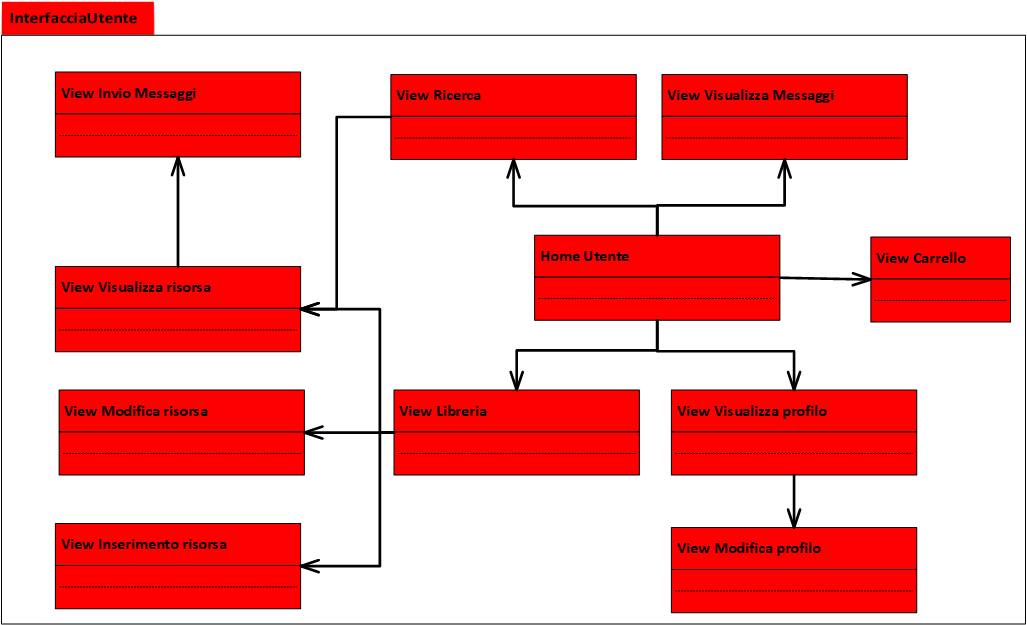 InterfacciaUtente
View Invio Messaggi
View Ricerca
View Visualizza Messaggi
Home Utente
View Carrello
View Visualizza risorsa
View Modifica risorsa
View Libreria
View Visualizza profilo
View Inserimento risorsa
View Modifica profilo